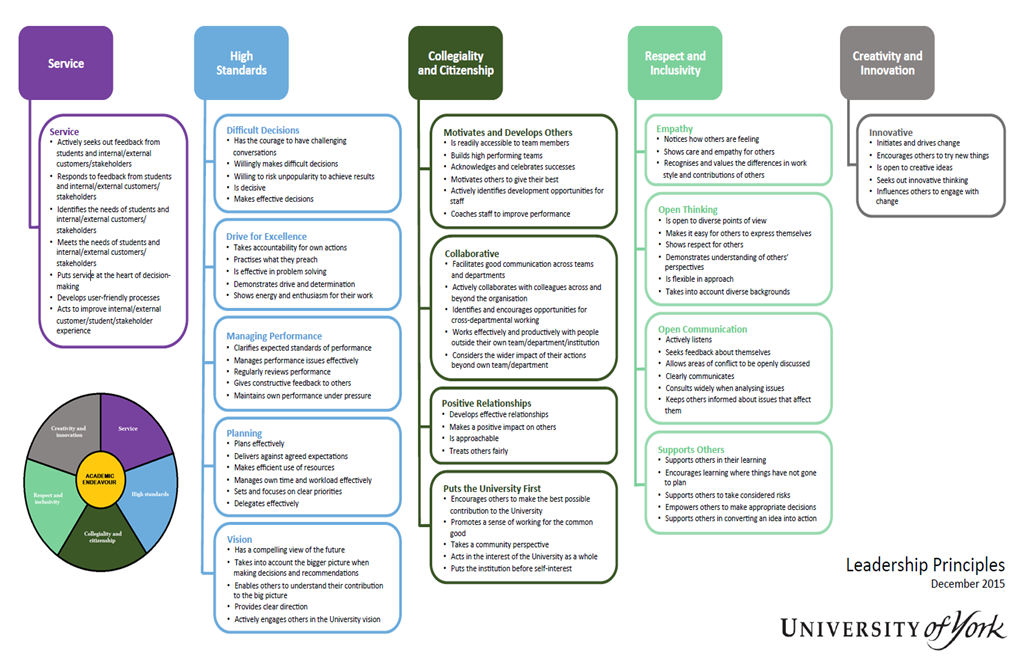 Service
Service
Actively seeks out feedback from
students and internal/external
customers/stakeholders
Responds to feedback from students
and internal/external customers/
stakeholders
Identifies the needs of students and
internal/external customers/
stakeholders
Meets the needs of students and
internal/external customers/
stakeholders
Puts service at the heart of decision-
making
Develops user-friendly processes
Acts to improve internal/external
customer/student/stakeholder
experience
High
Standards
Difficult Decisions
Has the courage to have challenging
conversations
Willingly makes difficult decisions
Willing to risk unpopularity to achieve results
Is decisive
Makes effective decisions
Drive for Excellence
Takes accountability for own actions
Practises what they preach
Is effective in problem solving
Demonstrates drive and determination
Shows energy and enthusiasm for their work
Managing Performance
Clarifies expected standards of performance
Manages performance issues effectively
Regularly reviews performance
Gives constructive feedback to others
Maintains own performance under pressure
Planning
Plans effectively
Delivers against agreed expectations
Makes efficient use of resources
Manages own time and workload effectively
Sets and focuses on clear priorities
Delegates effectively
Vision
Has a compelling view of the future
Takes into account the bigger picture when
making decisions and recommendations
Enables others to understand their contribution
to the big picture
Provides clear direction
Actively engages others in the University vision
Collegiality
and Citizenship
Motivates and Develops Others
Is readily accessible to team members
Builds high performing teams
Acknowledges and celebrates successes
Motivates others to give their best
Actively identifies development opportunities for
staff
Coaches staff to improve performance
Collaborative
Facilitates good communication across teams
and departments
Actively collaborates with colleagues across and
beyond the organisation
Identifies and encourages opportunities for
cross-departmental working
Works effectively and productively with people
outside their own team/department/institution
Considers the wider impact of their actions
beyond own team/department
Positive Relationships
Develops effective relationships
Makes a positive impact on others
Is approachable
Treats others fairly
Puts the University First
Encourages others to make the best possible
contribution to the University
Promotes a sense of working for the common
good
Takes a community perspective
Acts in the interest of the University as a whole
Puts the institution before self-interest
Respect and
Inclusivity
Empathy
Notices how others are feeling
Shows care and empathy for others
Recognises and values the differences in work
style and contributions of others
Open Thinking
Is open to diverse points of view
Makes it easy for others to express themselves
Shows respect for others
Demonstrates understanding of others'
perspectives
Is flexible in approach
Takes into account diverse backgrounds
Open Communication
Actively listens
Seeks feedback about themselves
Allows areas of conflict to be openly discussed
Clearly communicates
Consults widely when analysing issues
Keeps others informed about issues that affect
them
Supports Others
Supports others in their learning
Encourages learning where things have not gone
to plan
Supports others to take considered risks
Empowers others to make appropriate decisions
Supports others in converting an idea into action
Creativity and
Innovation
Innovative
Initiates and drives change
Encourages others to try new things
Is open to creative ideas
Seeks out innovative thinking
Influences others to engage with
change
Creativity and
innovation
Service
ACADEMIC
ENDEAVOUR
Respect and
inclusivity
High standards
Collegiality and
citizenship
Leadership Principles
December 2015
UNIVERSITY of York